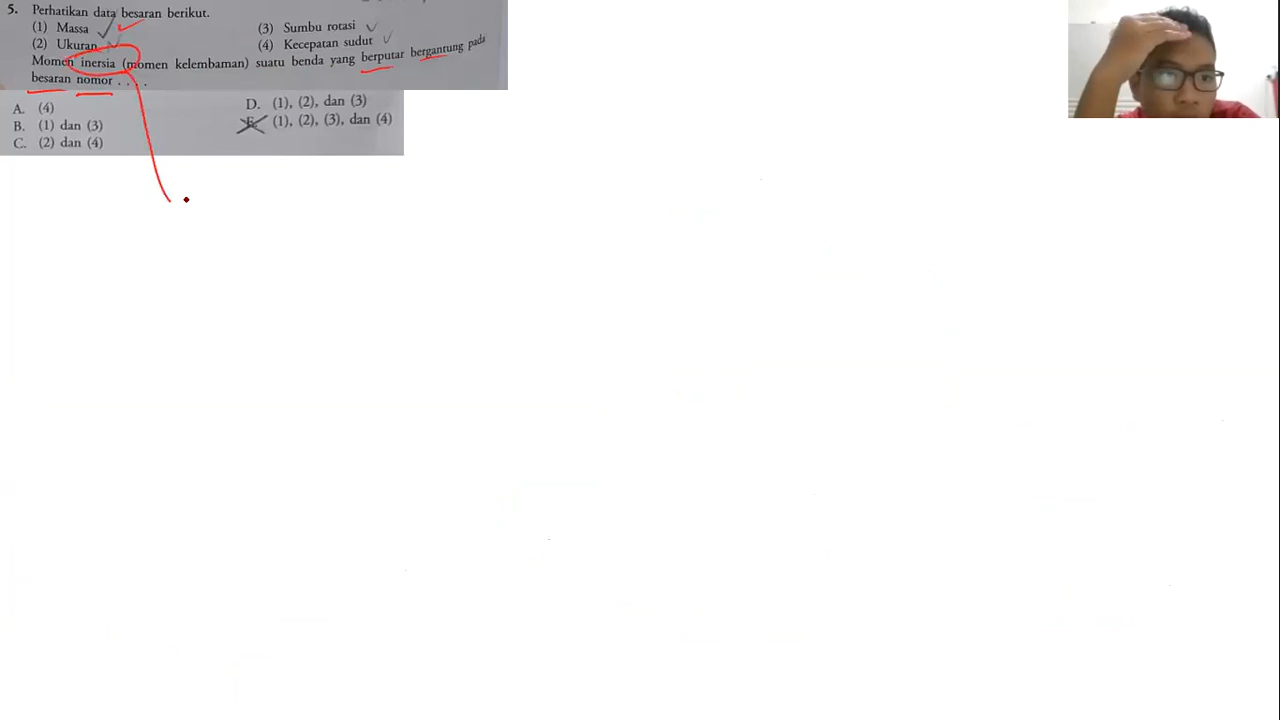 5. Perhatikan data besaran berikut.
(1) Massa
(2) Ukuran
(3) Sumbu rotasi
(4) Kecepatan sudut
Momen inersia (momen kelembaman) suatu benda yang berputar bergantung pada
besaran nomor . . . .
A. (4)
B. (1) dan (3)
C. (2) dan (4)
D. (1), (2), dan (3)
E. (1), (2), (3), dan (4)